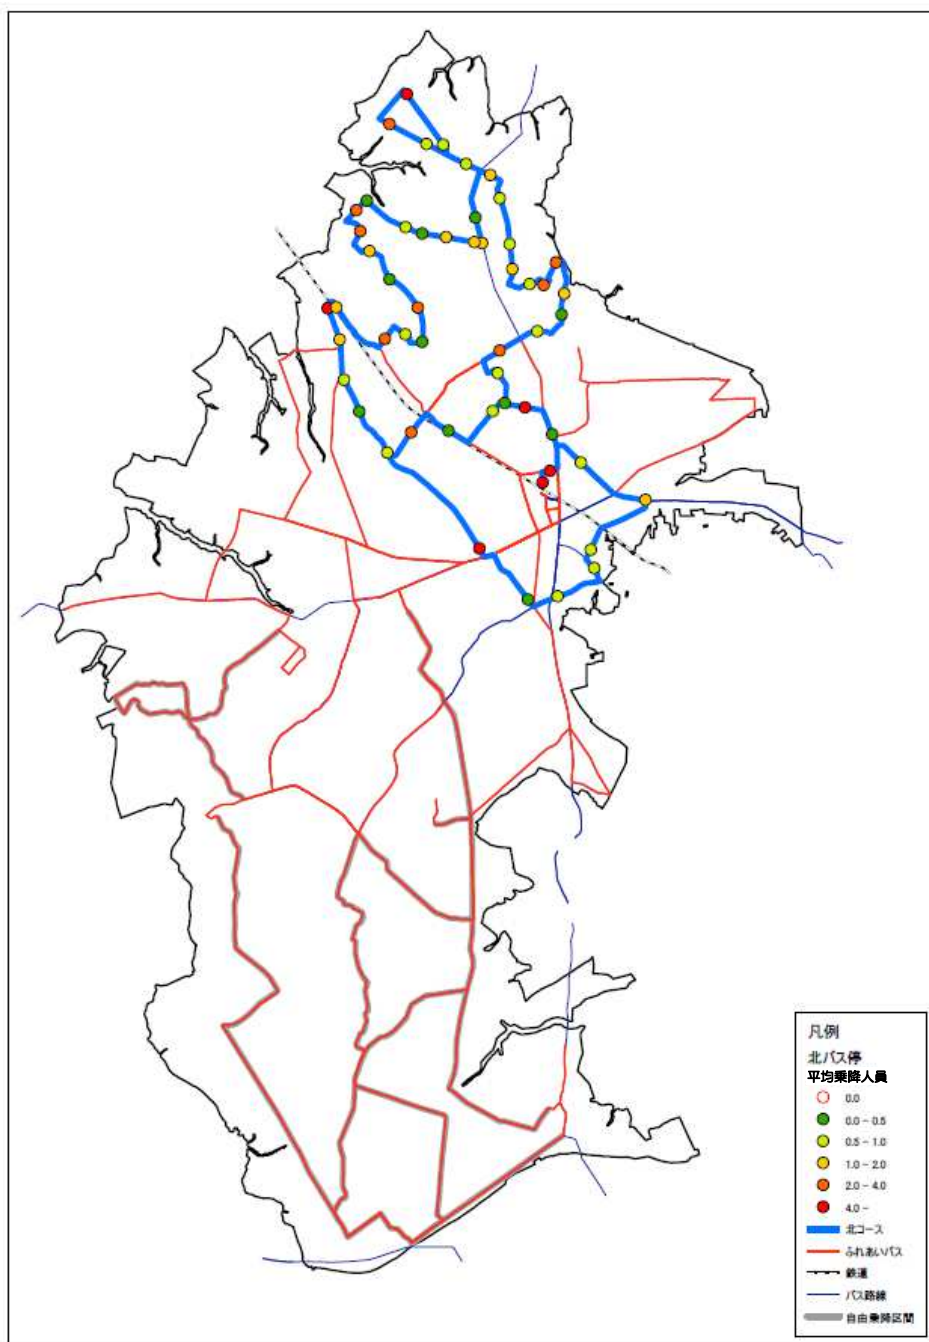 凡例
北バス停
平均乗降人員
0.0
0.0 - 0.5
0.5 - 1.0
1.0 - 2.0
2.0 - 4.0
4.0 -
北コース
ふれあいバス
鉄道
バス路線
自由乗降区間